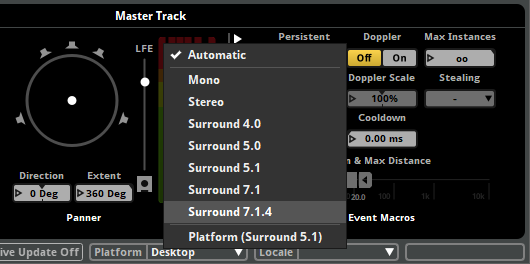 Master Track
LFE
Persistent
Doppler
Max Instances
Off
On
oo
Automatic
Mono
Stereo
Surround 4.0
Surround 5.0
Surround 5.1
Surround 7.1
Surround 7.1.4
Platform (Surround 5.1)
Doppler Scale
Stealing
100%
-
Cooldown
0.00 ms
& Max Distance
20.0
100
1k
10k
Direction
Extent
0 Deg
360 Deg
Panner
Event Macros
ive Update Off
Platform
Desktop
Locale